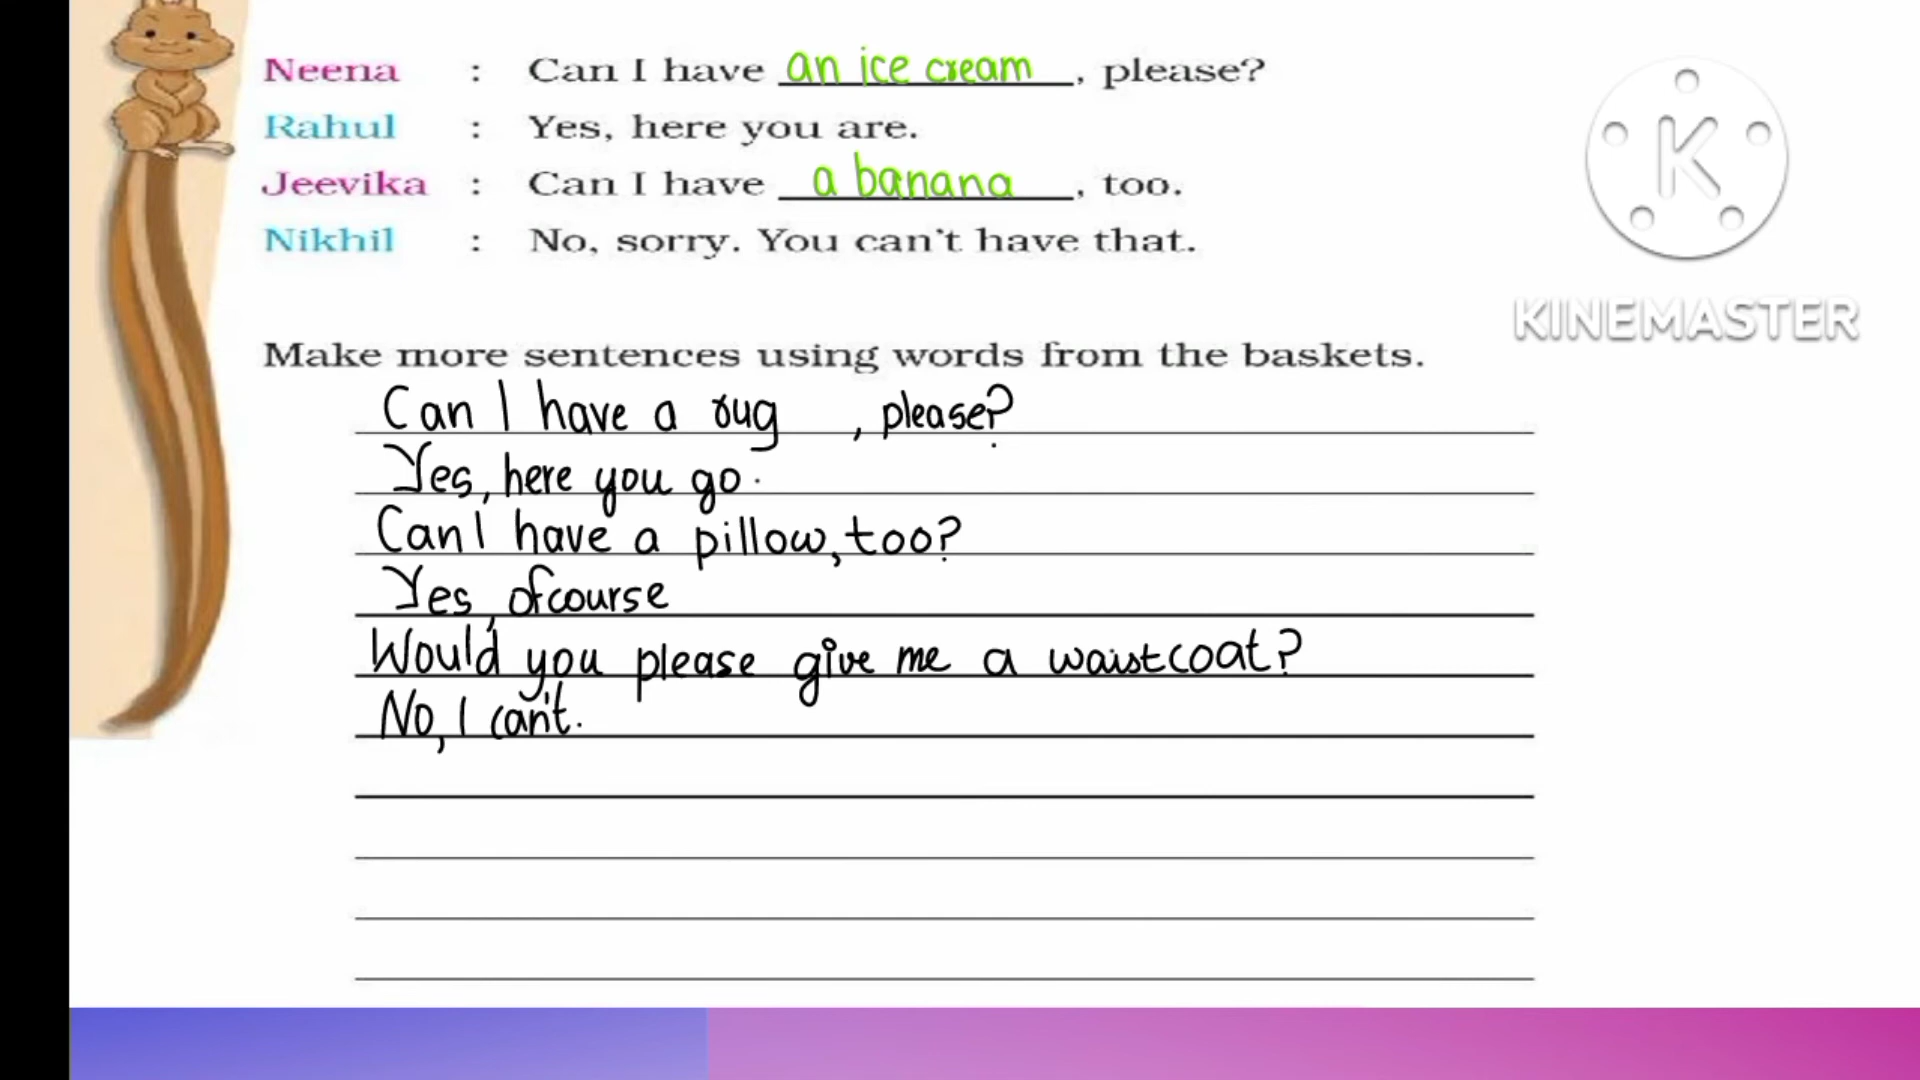 Neena : Can I have an ice cream, please?
Rahul : Yes, here you are.
Jeevika : Can I have a banana, too.
Nikhil : No, sorry. You can't have that.
KINEMASTER
Make more sentences using words from the baskets.
Can I have a rug , please?
Yes, here you go.
Can I have a pillow, too?
Yes, ofcourse
Would you please give me a waistcoat?
No, I can't.